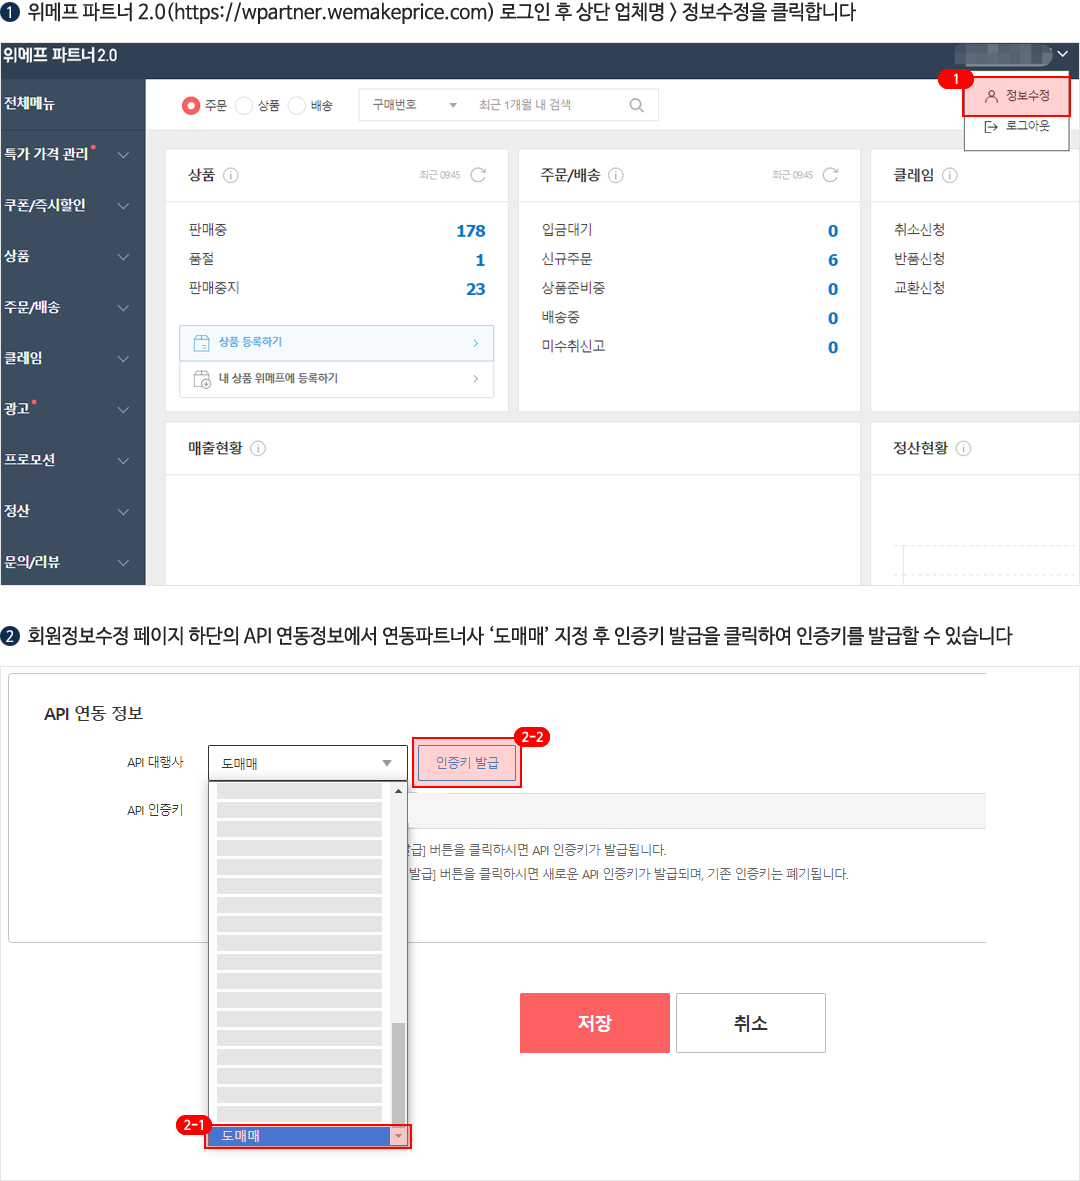 1 위메프 파트너 2.0(https://wpartner.wemakeprice.com) 로그인 후 상단 업체명 > 정보수정을 클릭합니다
위메프 파트너2.0
1
전체메뉴
주문 상품 배송 구매번호 최근 1개월 내 검색
정보수정
로그아웃
특가 가격 관리
쿠폰/즉시할인
상품
주문/배송
클레임
광고
프로모션
정산
문의/리뷰
상품 최근 09:45
판매중 178
품절 1
판매중지 23
상품 등록하기
내 상품 위메프에 등록하기
주문/배송 최근 09:45
입금대기 0
신규주문 6
상품준비중 0
배송중 0
미수취신고 0
클레임
취소신청
반품신청
교환신청
매출현황
정산현황
2 회원정보수정 페이지 하단의 API 연동정보에서 연동파트너사 ‘도매매’ 지정 후 인증키 발급을 클릭하여 인증키를 발급할 수 있습니다
API 연동 정보
2-2
API 대행사 도매매 인증키 발급
API 인증키
급] 버튼을 클릭하시면 API 인증키가 발급됩니다.
발급] 버튼을 클릭하시면 새로운 API 인증키가 발급되며, 기존 인증키는 폐기됩니다.
저장 취소
2-1
도매매